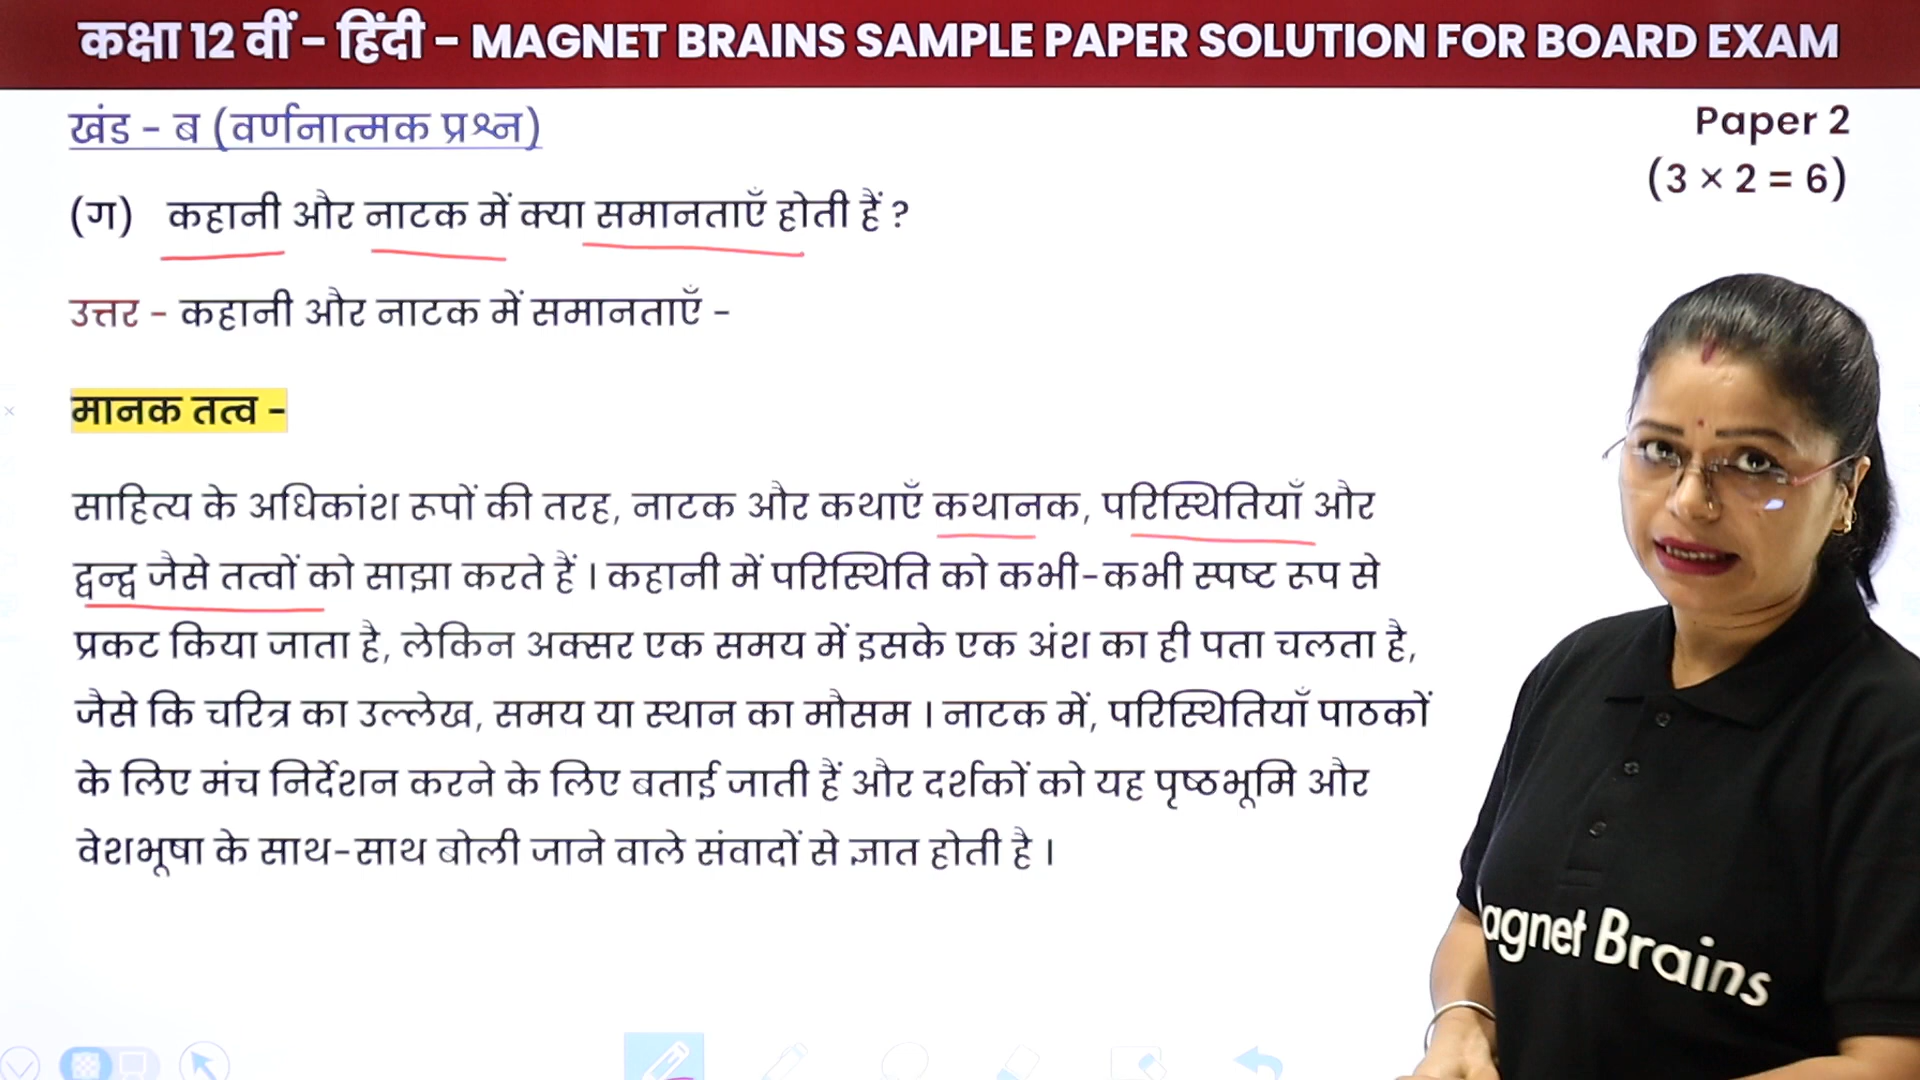 कक्षा 12 वीं - हिंदी - MAGNET BRAINS SAMPLE PAPER SOLUTION FOR BOARD EXAM
खंड - ब (वर्णनात्मक प्रश्न)
Paper 2
(3 × 2 = 6)
(ग) कहानी और नाटक में क्या समानताएँ होती हैं ?
उत्तर - कहानी और नाटक में समानताएँ -
मानक तत्व -
साहित्य के अधिकांश रूपों की तरह, नाटक और कथाएँ कथानक, परिस्थितियाँ और
द्वन्द्व जैसे तत्वों को साझा करते हैं । कहानी में परिस्थिति को कभी-कभी स्पष्ट रूप से
प्रकट किया जाता है, लेकिन अक्सर एक समय में इसके एक अंश का ही पता चलता है,
जैसे कि चरित्र का उल्लेख, समय या स्थान का मौसम । नाटक में, परिस्थितियाँ पाठकों
के लिए मंच निर्देशन करने के लिए बताई जाती हैं और दर्शकों को यह पृष्ठभूमि और
वेशभूषा के साथ-साथ बोली जाने वाले संवादों से ज्ञात होती है ।
agnet Brains